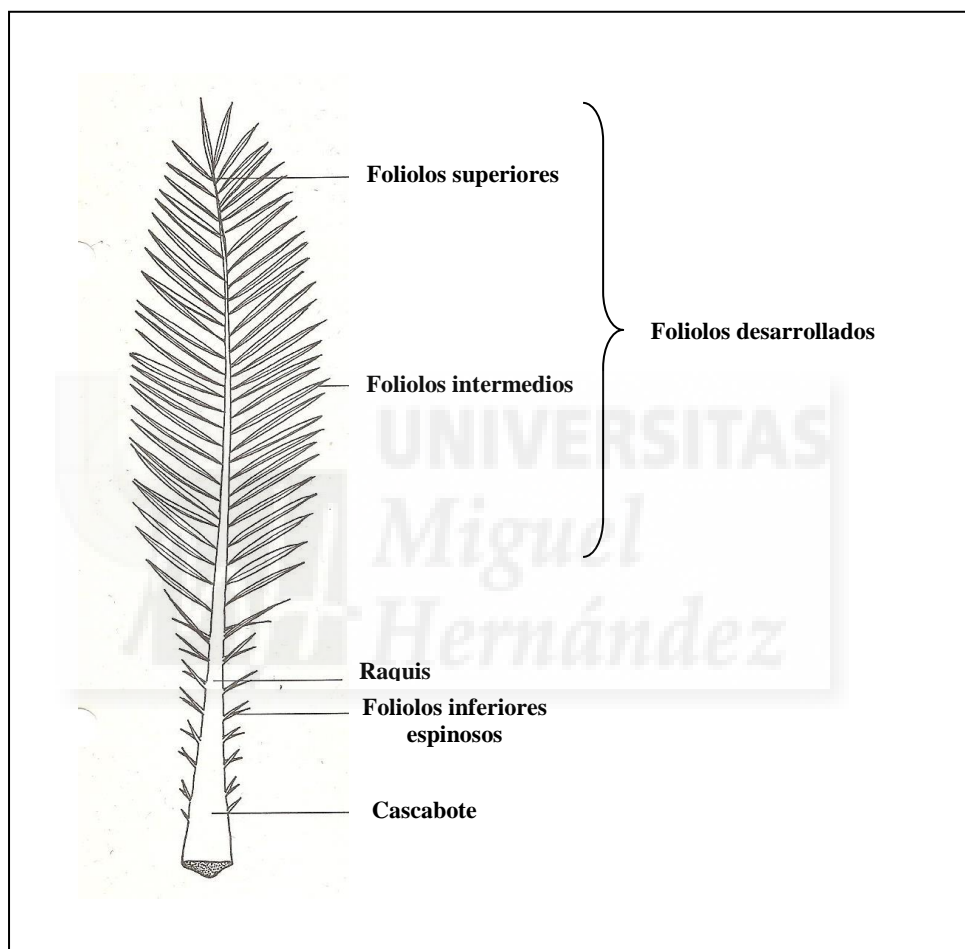 Foliolos superiores
Foliolos desarrollados
Foliolos intermedios
UNIVERSITAS
Miguel
Hernández
Raquis
Foliolos inferiores
espinosos
Cascabote